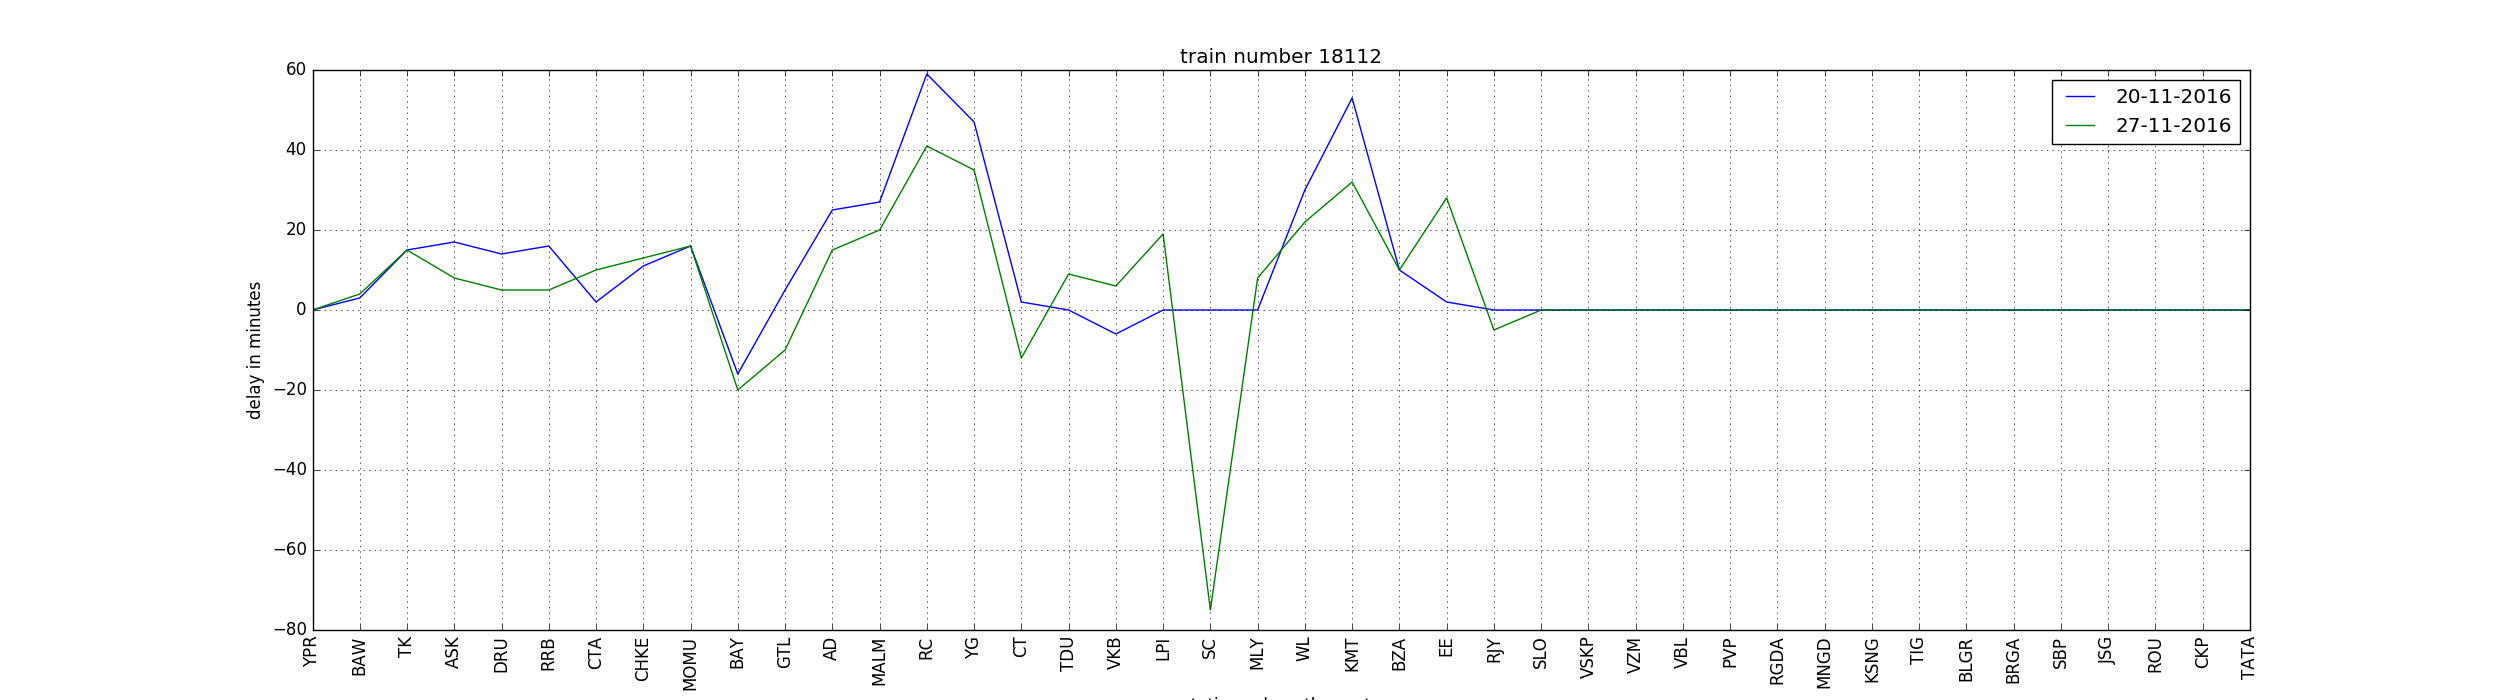 train number 18112
60
40
20
0
−20
−40
−60
−80
delay in minutes
20-11-2016
27-11-2016
YPR
BAW
TK
ASK
DRU
RRB
CTA
CHKE
MOMU
BAY
GTL
AD
MALM
RC
YG
CT
TDU
VKB
LPI
SC
MLY
WL
KMT
BZA
EE
RJY
SLO
VSKP
VZM
VBL
PVP
RGDA
MNGD
KSNG
TIG
BLGR
BRGA
SBP
JSG
ROU
CKP
TATA